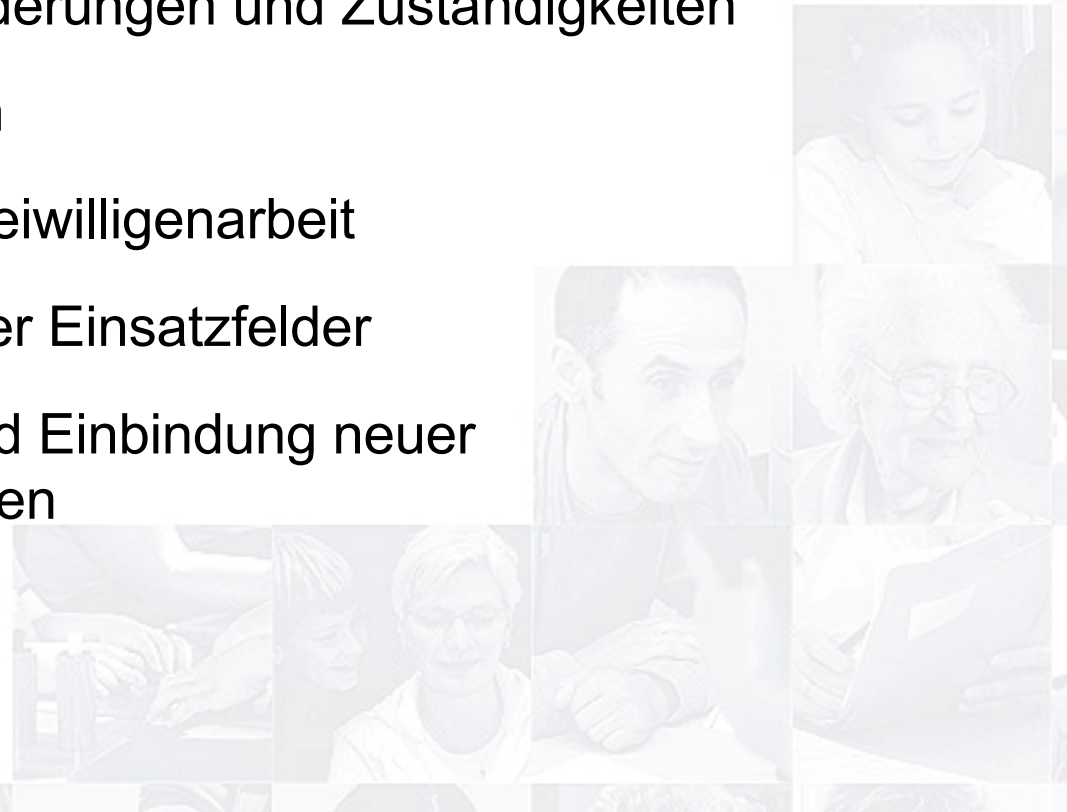 derungen und Zuständigkeiten
n
eiwilligenarbeit
er Einsatzfelder
d Einbindung neuer
en